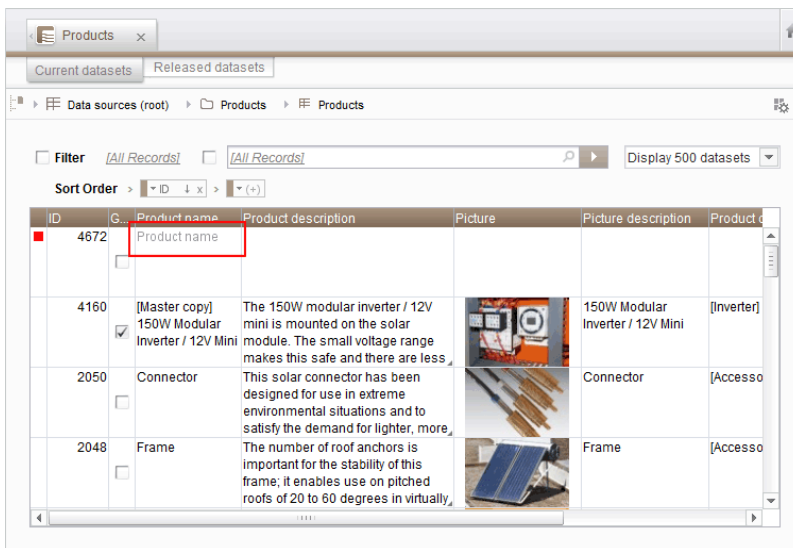 Products x
Current datasets Released datasets
Data sources (root) Products Products
Filter [All Records] [All Records] Display 500 datasets
Sort Order > ID ↓ x > (+)
ID G... Product name Product description Picture Picture description Product
4672 Product name
4160 [Master copy] The 150W modular inverter / 12V 150W Modular [Inverter]
150W Modular mini is mounted on the solar Inverter / 12V Mini
Inverter / 12V Mini module. The small voltage range
makes this safe and there are less
2050 Connector This solar connector has been Connector [Accesso
designed for use in extreme
environmental situations and to
satisfy the demand for lighter, more
2048 Frame The number of roof anchors is Frame [Accesso
important for the stability of this
frame; it enables use on pitched
roofs of 20 to 60 degrees in virtually